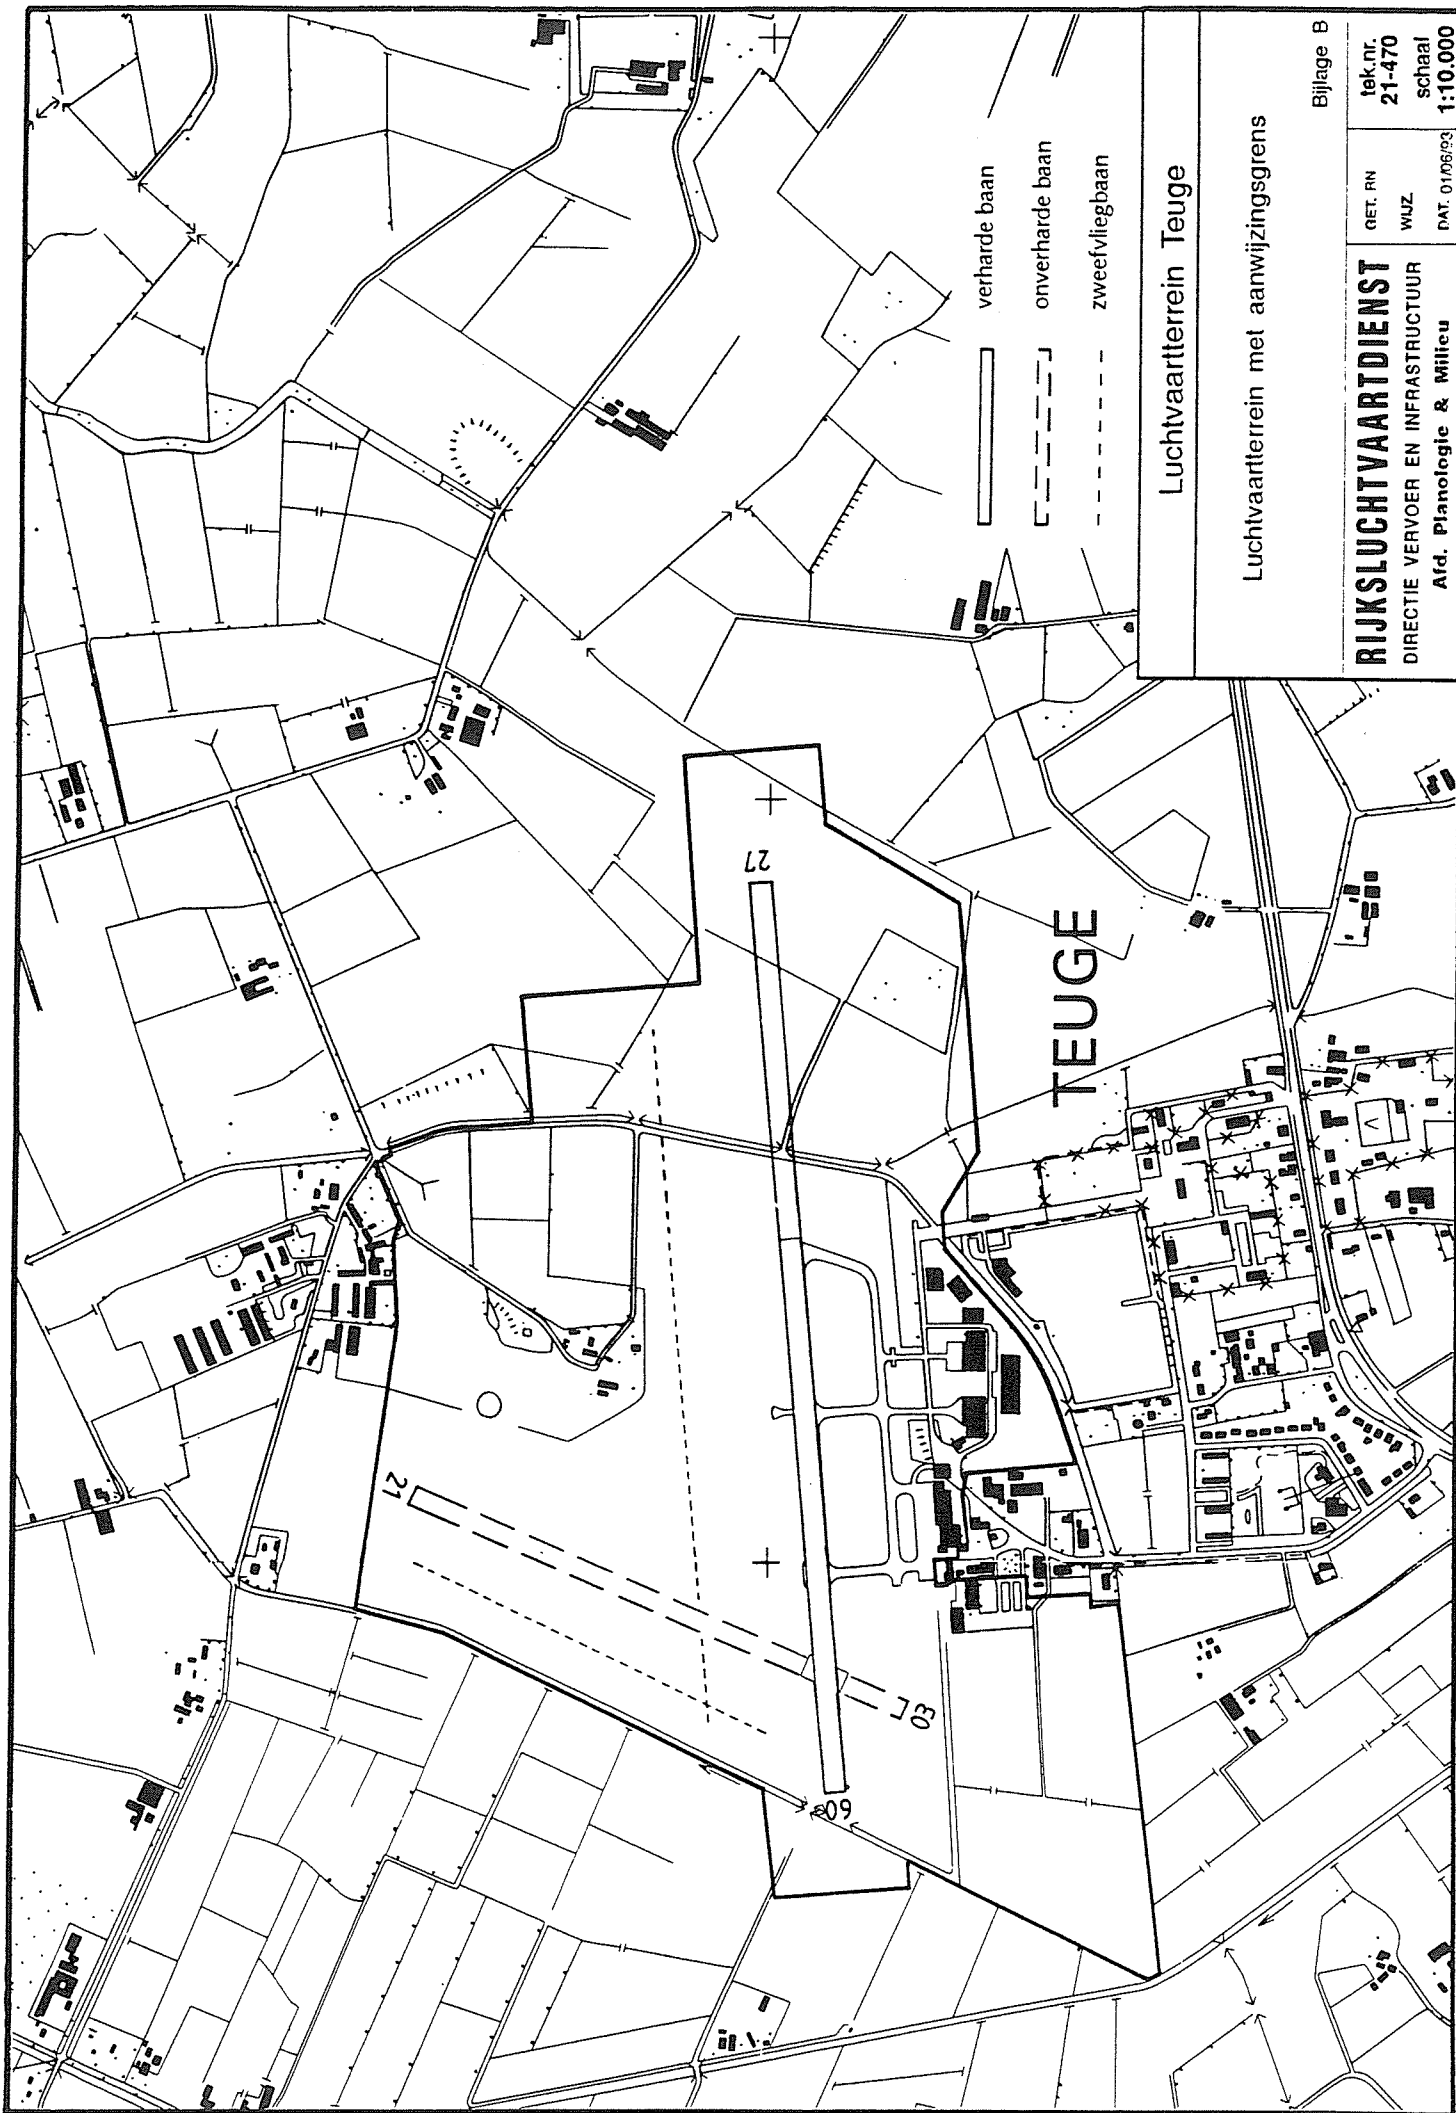 27
21
03
09
TEUGE
verharde baan
onverharde baan
zweefvliegbaan
Luchtvaartterrein Teuge
Luchtvaartterrein met aanwijzingsgrens
Bijlage B
RIJKSLUCHTVAARTDIENST
DIRECTIE VERVOER EN INFRASTRUCTUUR
Afd. Planologie & Milieu
GET. RN
WIJZ.
DAT. 01/06/93
tek.nr.
21-470
schaal
1:10.000